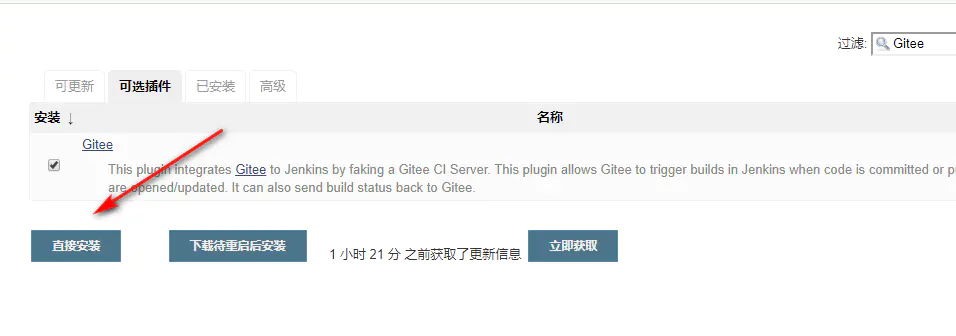 过滤: Gitee
可更新 可选插件 已安装 高级
安装 ↓ 名称
Gitee
This plugin integrates Gitee to Jenkins by faking a Gitee CI Server. This plugin allows Gitee to trigger builds in Jenkins when code is committed or
are opened/updated. It can also send build status back to Gitee.
直接安装 下载待重启后安装 1 小时 21 分 之前获取了更新信息 立即获取